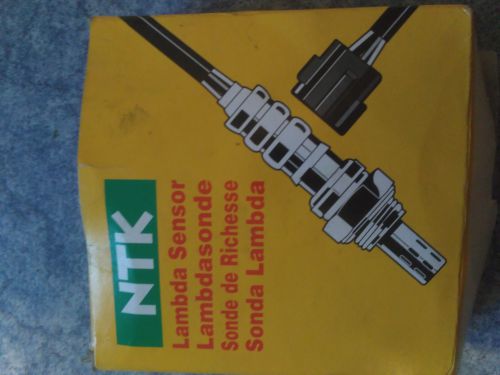 NTK
Lambda Sensor
Lambdasonde
Sonde de Richesse
Sonda Lambda